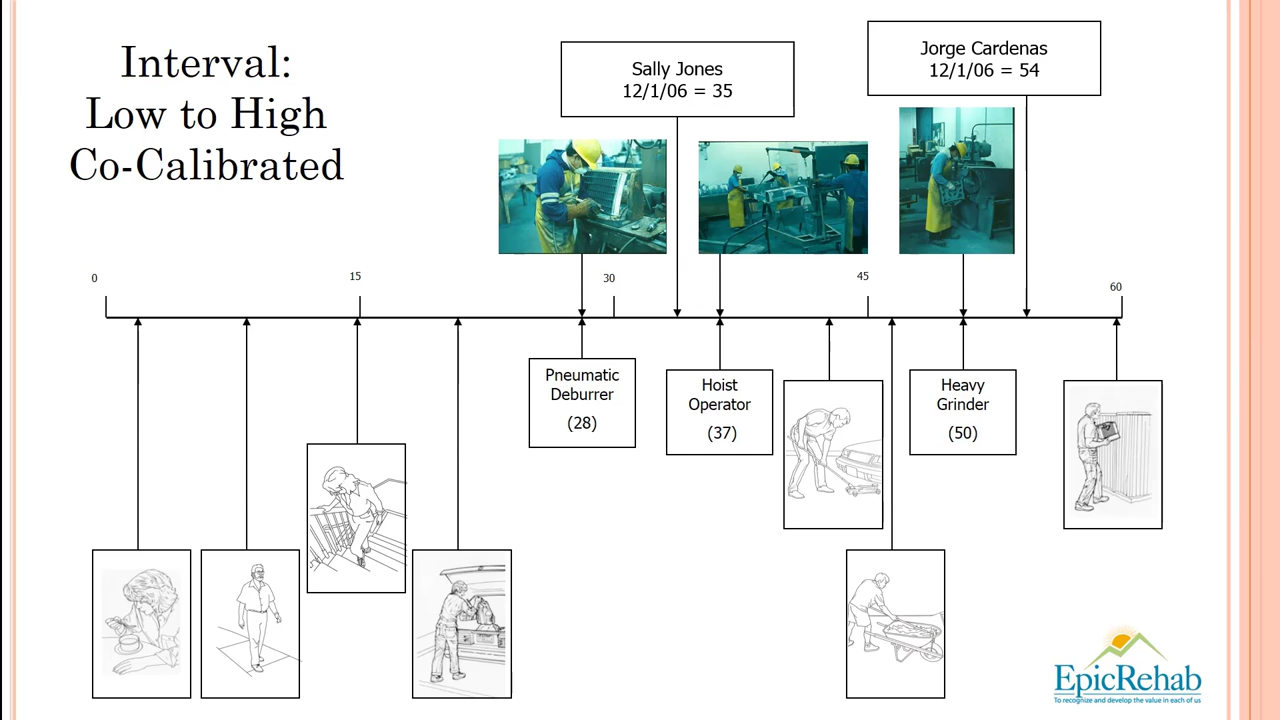 Interval:
Low to High
Co-Calibrated
Sally Jones
12/1/06 = 35
Jorge Cardenas
12/1/06 = 54
0
15
30
45
60
Pneumatic
Deburrer
(28)
Hoist
Operator
(37)
Heavy
Grinder
(50)
EpicRehab
To recognize and develop the value in each of us